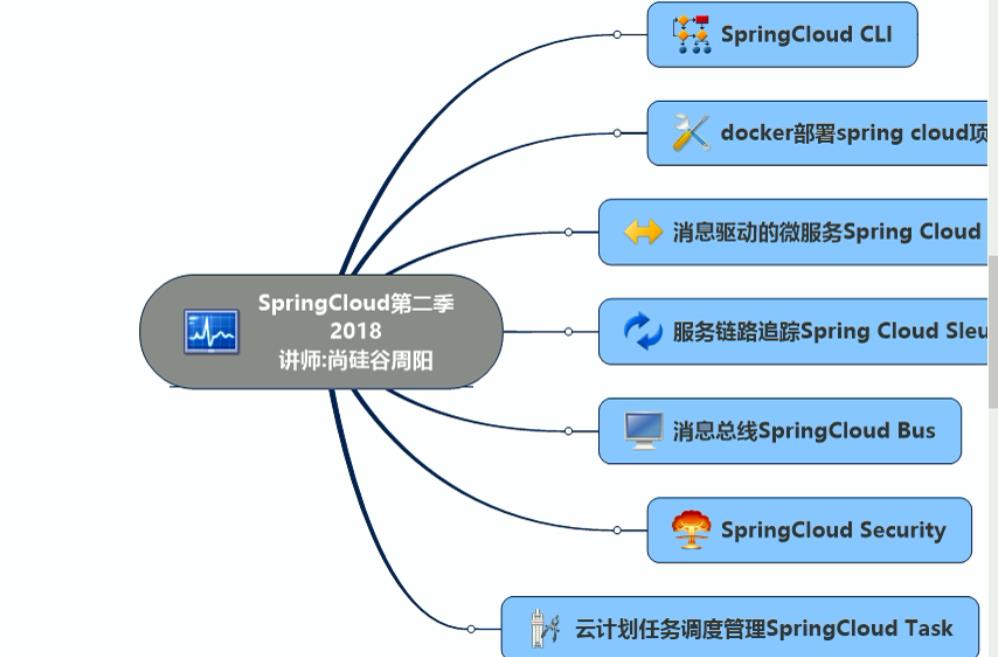 SpringCloud CLI
docker部署spring cloud项
消息驱动的微服务Spring Cloud
SpringCloud第二季
2018
讲师:尚硅谷周阳
服务链路追踪Spring Cloud Sleu
消息总线SpringCloud Bus
SpringCloud Security
云计划任务调度管理SpringCloud Task